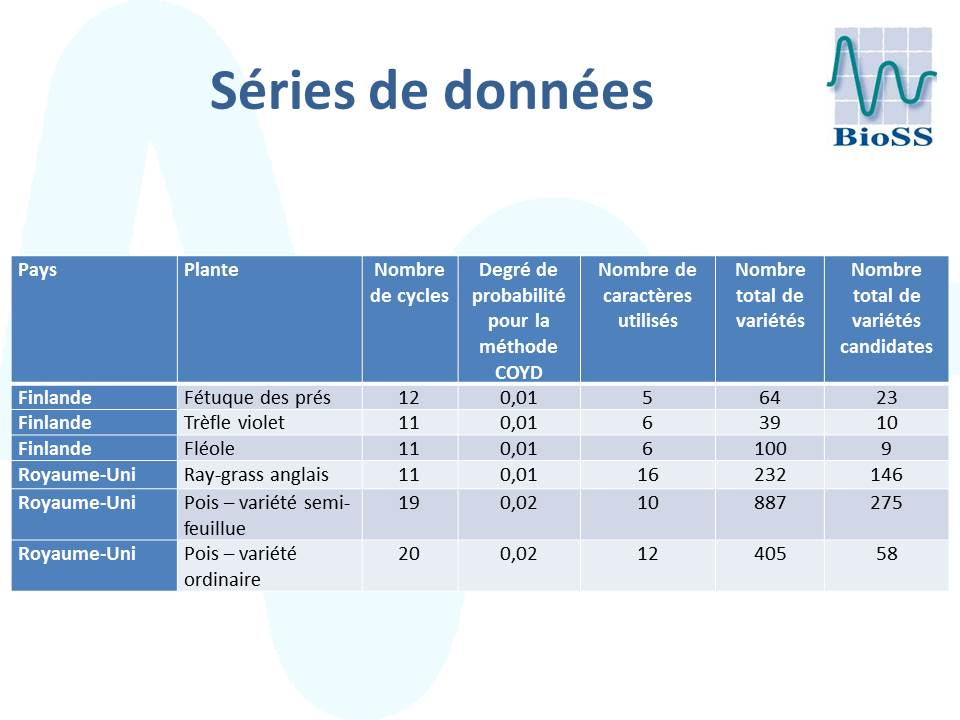 Séries de données
BioSS
Pays Plante Nombre de cycles Degré de probabilité pour la méthode COYD Nombre de caractères utilisés Nombre total de variétés Nombre total de variétés candidates
Finlande Fétuque des prés 12 0,01 5 64 23
Finlande Trèfle violet 11 0,01 6 39 10
Finlande Fléole 11 0,01 6 100 9
Royaume-Uni Ray-grass anglais 11 0,01 16 232 146
Royaume-Uni Pois – variété semi-feuillue 19 0,02 10 887 275
Royaume-Uni Pois – variété ordinaire 20 0,02 12 405 58